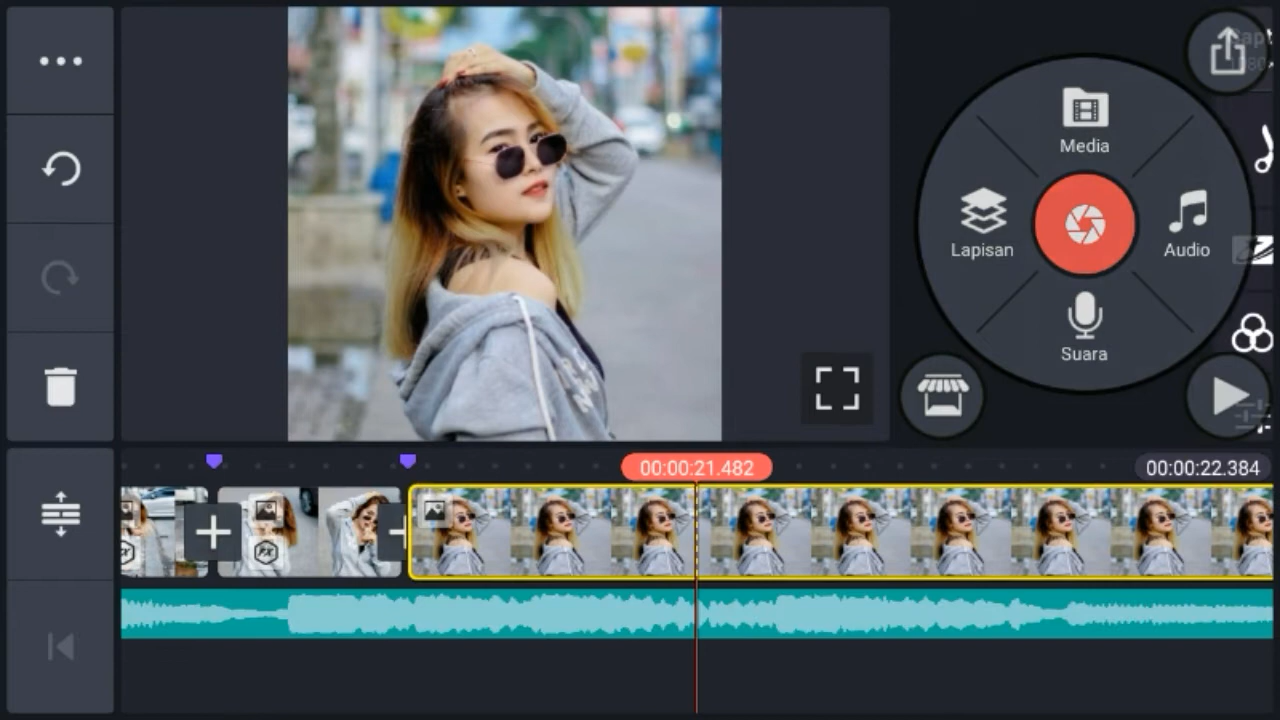 Media
Lapisan
Audio
Suara
00:00:21.482
00:00:22.384